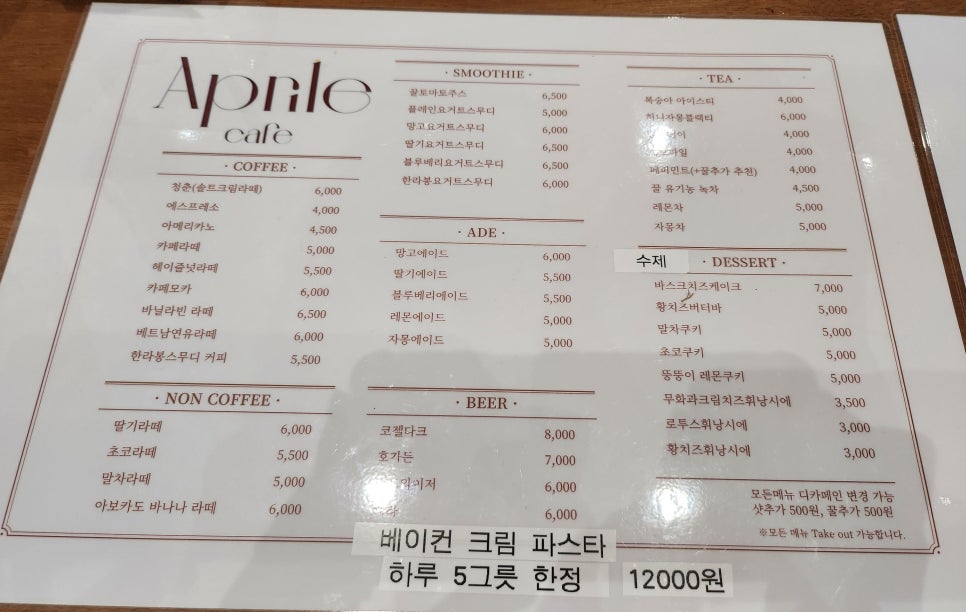 Aprile
cafe
· COFFEE ·
청춘(솔트크림라떼) 6,000
에스프레소 4,000
아메리카노 4,500
카페라떼 5,000
헤이즐넛라떼 5,500
카페모카 6,000
바닐라빈 라떼 6,500
베트남연유라떼 6,000
한라봉스무디 커피 5,500
· NON COFFEE ·
딸기라떼 6,000
초코라떼 5,500
말차라떼 5,000
아보카도 바나나 라떼 6,000
· SMOOTHIE ·
꿀토마토주스 6,500
플레인요거트스무디 5,000
망고요거트스무디 6,000
딸기요거트스무디 6,500
블루베리요거트스무디 6,500
한라봉요거트스무디 6,000
· ADE ·
망고에이드 6,000
딸기에이드 5,500
블루베리에이드 5,500
레몬에이드 5,000
자몽에이드 5,000
· BEER ·
코젤다크 8,000
호가든 7,000
6,000
6,000
· TEA ·
복숭아 아이스티 4,000
허니자몽블랙티 6,000
4,000
4,000
페퍼민트(+꿀추가 추천) 4,000
꿀 유기농 녹차 4,500
레몬차 5,000
자몽차 5,000
수제 · DESSERT ·
바스크치즈케이크 7,000
황치즈버터바 5,000
말차쿠키 5,000
초코쿠키 5,000
뚱뚱이 레몬쿠키 5,000
무화과크림치즈휘낭시에 3,500
로투스휘낭시에 3,000
황치즈휘낭시에 3,000
모든메뉴 디카페인 변경 가능
샷추가 500원, 꿀추가 500원
※모든 메뉴 Take out 가능합니다.
베이컨 크림 파스타
하루 5그릇 한정 12000원